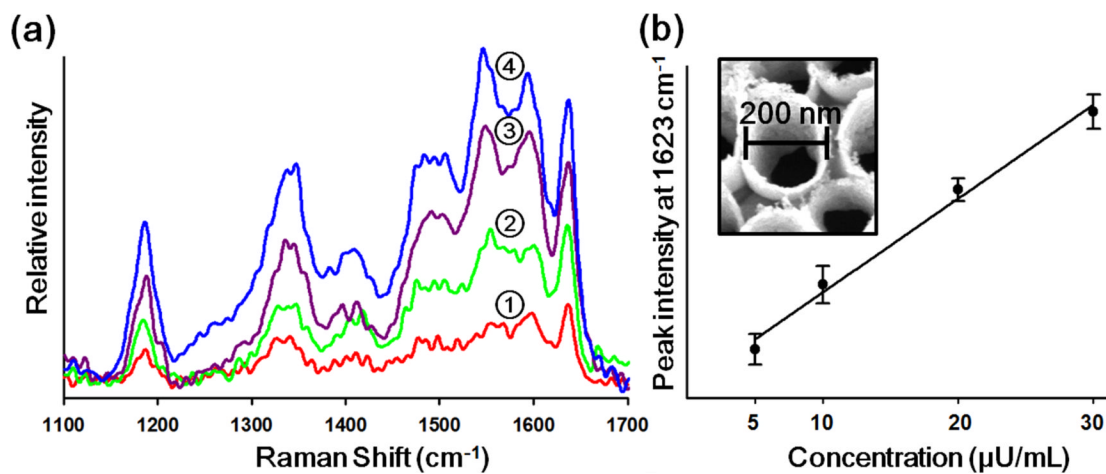 (a)
Relative intensity
④
③
②
①
1100 1200 1300 1400 1500 1600 1700
Raman Shift (cm⁻¹)
(b)
Peak intensity at 1623 cm⁻¹
200 nm
5 10 20 30
Concentration (µU/mL)